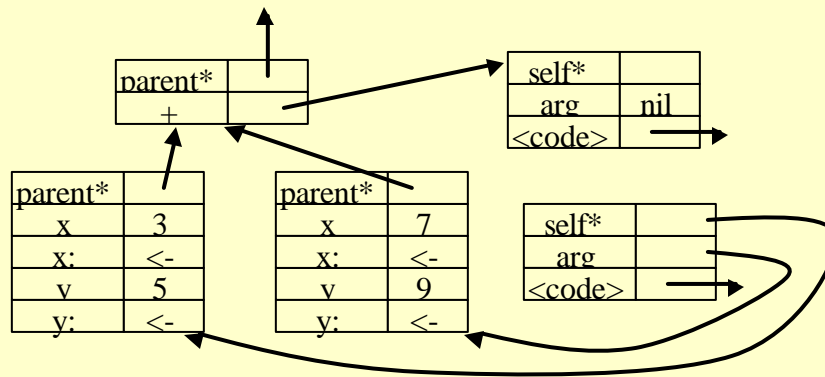 parent*
+
self*
arg nil
<code>
parent*
x 3
x: <-
y 5
y: <-
parent*
x 7
x: <-
y 9
y: <-
self*
arg
<code>